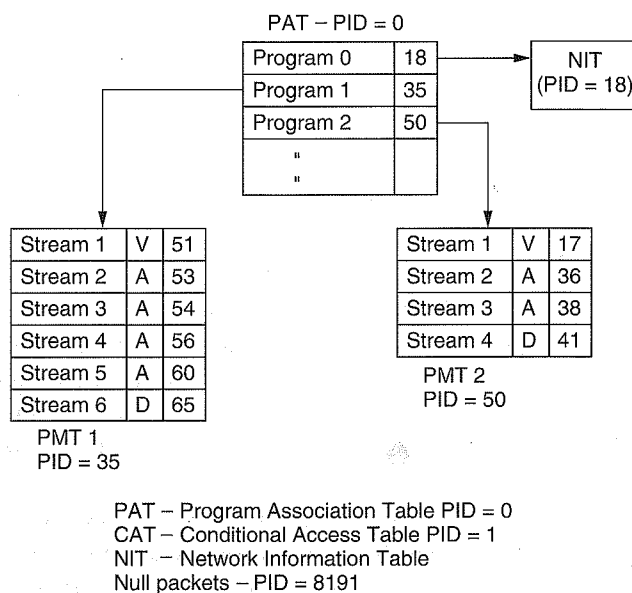 PAT – PID = 0
Program 0 18
Program 1 35
Program 2 50
"
"
NIT
(PID = 18)
Stream 1 V 51
Stream 2 A 53
Stream 3 A 54
Stream 4 A 56
Stream 5 A 60
Stream 6 D 65
PMT 1
PID = 35
Stream 1 V 17
Stream 2 A 36
Stream 3 A 38
Stream 4 D 41
PMT 2
PID = 50
PAT – Program Association Table PID = 0
CAT – Conditional Access Table PID = 1
NIT – Network Information Table
Null packets – PID = 8191